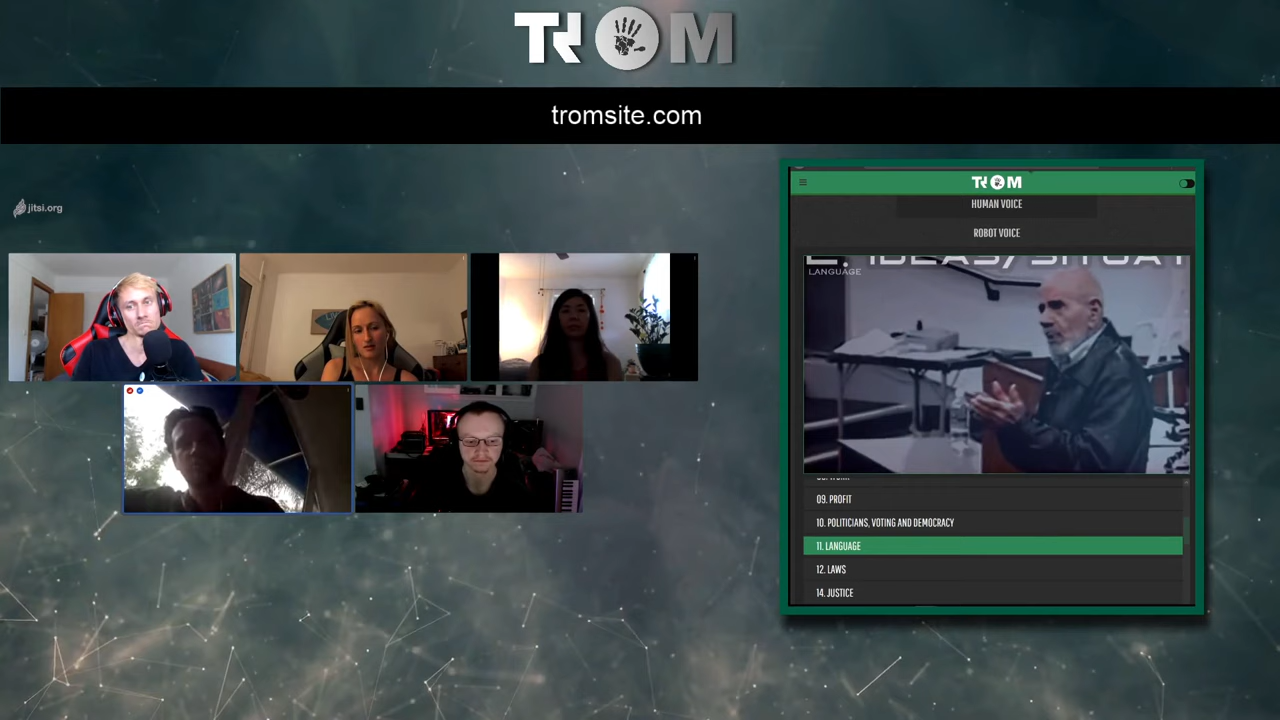 TROM
tromsite.com
jitsi.org
TROM
HUMAN VOICE
ROBOT VOICE
LANGUAGE
09. PROFIT
10. POLITICIANS, VOTING AND DEMOCRACY
11. LANGUAGE
12. LAWS
14. JUSTICE